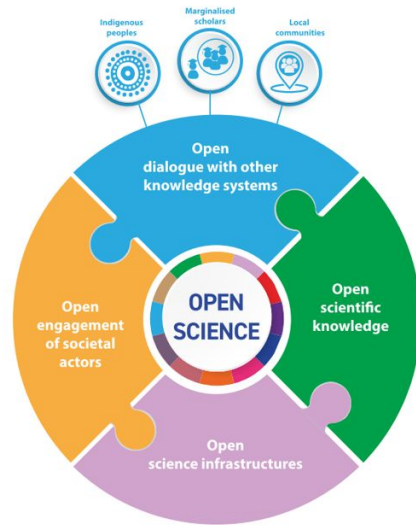 Indigenous
peoples
Marginalised
scholars
Local
communities
Open
dialogue with other
knowledge systems
Open
engagement
of societal
actors
OPEN
SCIENCE
Open
scientific
knowledge
Open
science infrastructures